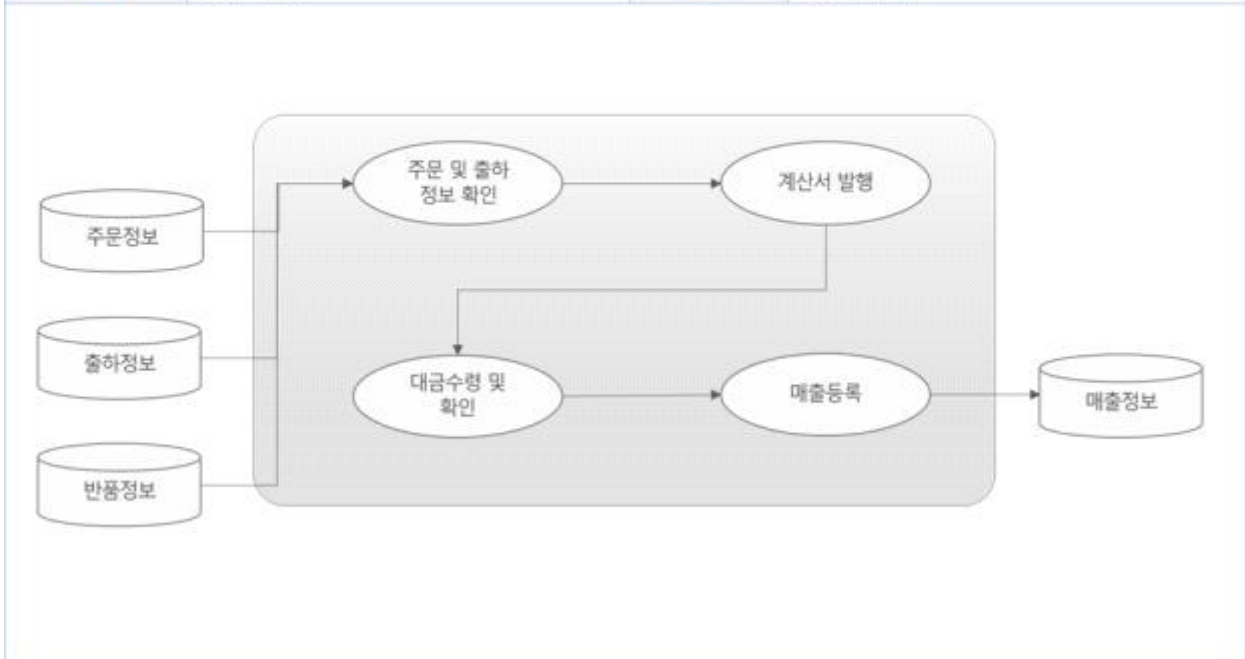 주문 및 출하
정보 확인
계산서 발행
주문정보
출하정보
대금수령 및
확인
매출등록
매출정보
반품정보